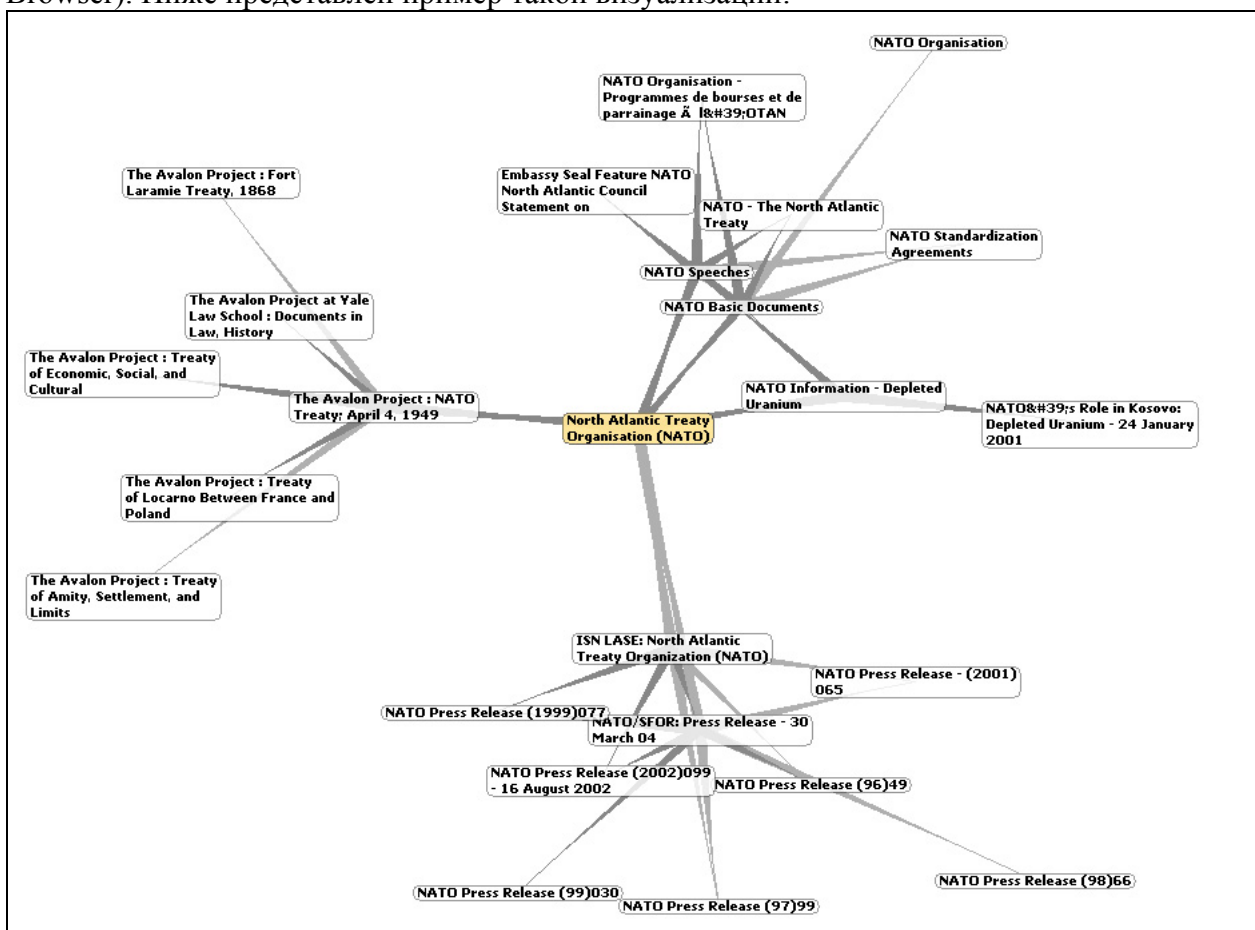 Browser). Ниже представлен пример такой визуализации.
NATO Organisation
NATO Organisation -
Programmes de bourses et de
parrainage Ã l&#39;OTAN
The Avalon Project : Fort
Laramie Treaty, 1868
Embassy Seal Feature NATO
North Atlantic Council
Statement on
NATO - The North Atlantic
Treaty
NATO Standardization
Agreements
NATO Speeches
NATO Basic Documents
The Avalon Project at Yale
Law School : Documents in
Law, History
The Avalon Project : Treaty
of Economic, Social, and
Cultural
The Avalon Project : NATO
Treaty; April 4, 1949
North Atlantic Treaty
Organisation (NATO)
NATO Information - Depleted
Uranium
NATO&#39;s Role in Kosovo:
Depleted Uranium - 24 January
2001
The Avalon Project : Treaty
of Locarno Between France and
Poland
The Avalon Project : Treaty
of Amity, Settlement, and
Limits
ISN LASE: North Atlantic
Treaty Organization (NATO)
NATO Press Release - (2001)
065
NATO Press Release (1999)077
NATO/SFOR: Press Release - 30
March 04
NATO Press Release (2002)099
- 16 August 2002
NATO Press Release (96)49
NATO Press Release (99)030
NATO Press Release (97)99
NATO Press Release (98)66